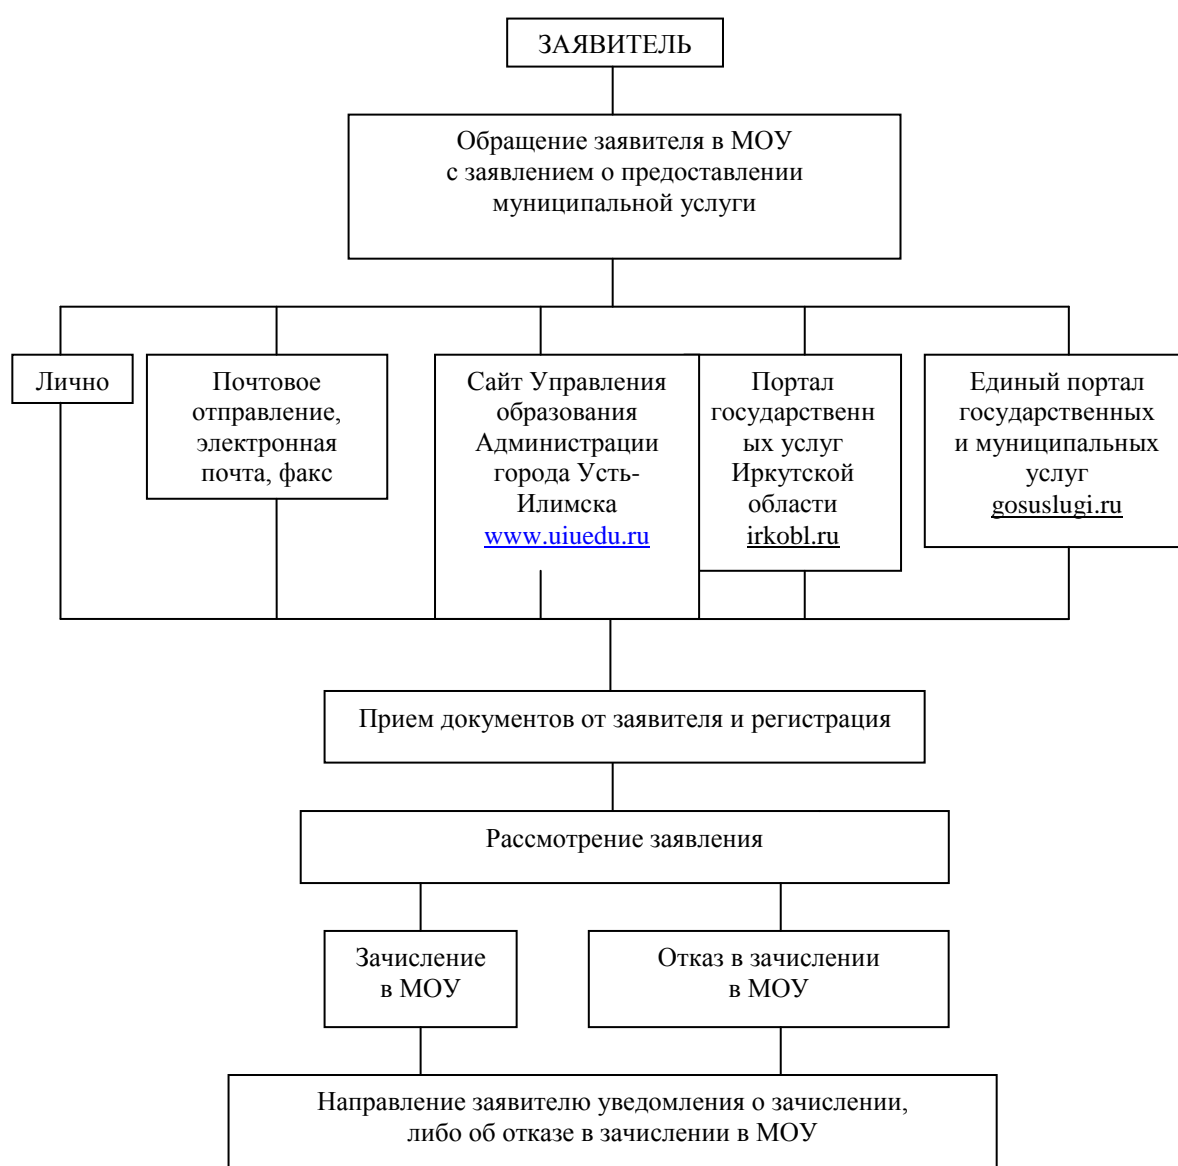 ЗАЯВИТЕЛЬ
Обращение заявителя в МОУ
с заявлением о предоставлении
муниципальной услуги
Лично
Почтовое
отправление,
электронная
почта, факс
Сайт Управления
образования
Администрации
города Усть-
Илимска
www.uiuedu.ru
Портал
государственн
ых услуг
Иркутской
области
irkobl.ru
Единый портал
государственных
и муниципальных
услуг
gosuslugi.ru
Прием документов от заявителя и регистрация
Рассмотрение заявления
Зачисление
в МОУ
Отказ в зачислении
в МОУ
Направление заявителю уведомления о зачислении,
либо об отказе в зачислении в МОУ